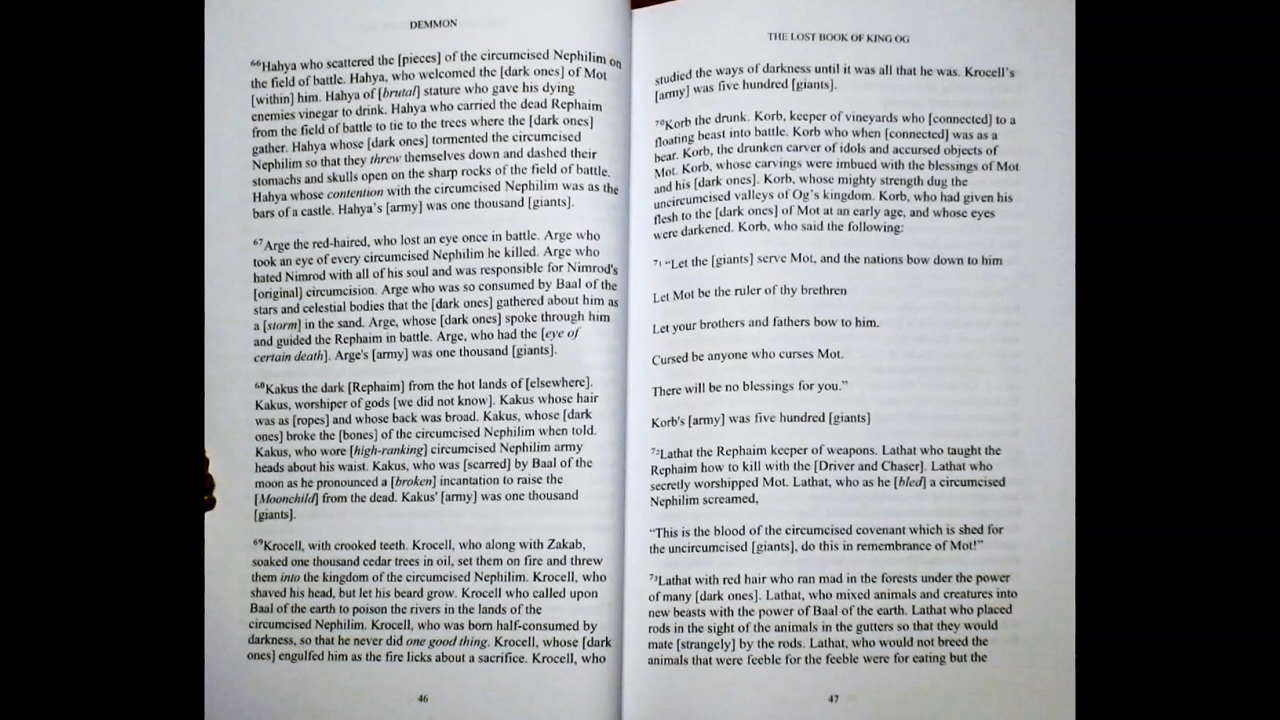 DEMMON
⁶⁶Hahya who scattered the [pieces] of the circumcised Nephilim on
the field of battle. Hahya, who welcomed the [dark ones] of Mot
[within] him. Hahya of [brutal] stature who gave his dying
enemies vinegar to drink. Hahya who carried the dead Rephaim
from the field of battle to tie to the trees where the [dark ones]
gather. Hahya whose [dark ones] tormented the circumcised
Nephilim so that they threw themselves down and dashed their
stomachs and skulls open on the sharp rocks of the field of battle.
Hahya whose contention with the circumcised Nephilim was as the
bars of a castle. Hahya's [army] was one thousand [giants].
⁶⁷Arge the red-haired, who lost an eye once in battle. Arge who
took an eye of every circumcised Nephilim he killed. Arge who
hated Nimrod with all of his soul and was responsible for Nimrod's
[original] circumcision. Arge who was so consumed by Baal of the
stars and celestial bodies that the [dark ones] gathered about him as
a [storm] in the sand. Arge, whose [dark ones] spoke through him
and guided the Rephaim in battle. Arge, who had the [eye of
certain death]. Arge's [army] was one thousand [giants].
⁶⁸Kakus the dark [Rephaim] from the hot lands of [elsewhere].
Kakus, worshiper of gods [we did not know]. Kakus whose hair
was as [ropes] and whose back was broad. Kakus, whose [dark
ones] broke the [bones] of the circumcised Nephilim when told.
Kakus, who wore [high-ranking] circumcised Nephilim army
heads about his waist. Kakus, who was [scarred] by Baal of the
moon as he pronounced a [broken] incantation to raise the
[Moonchild] from the dead. Kakus' [army] was one thousand
[giants].
⁶⁹Krocell, with crooked teeth. Krocell, who along with Zakab,
soaked one thousand cedar trees in oil, set them on fire and threw
them into the kingdom of the circumcised Nephilim. Krocell, who
shaved his head, but let his beard grow. Krocell who called upon
Baal of the earth to poison the rivers in the lands of the
circumcised Nephilim. Krocell, who was born half-consumed by
darkness, so that he never did one good thing. Krocell, whose [dark
ones] engulfed him as the fire licks about a sacrifice. Krocell, who
46
THE LOST BOOK OF KING OG
studied the ways of darkness until it was all that he was. Krocell's
[army] was five hundred [giants].
⁷⁰Korb the drunk. Korb, keeper of vineyards who [connected] to a
floating beast into battle. Korb who when [connected] was as a
bear. Korb, the drunken carver of idols and accursed objects of
Mot. Korb, whose carvings were imbued with the blessings of Mot
and his [dark ones]. Korb, whose mighty strength dug the
uncircumcised valleys of Og's kingdom. Korb, who had given his
flesh to the [dark ones] of Mot at an early age, and whose eyes
were darkened. Korb, who said the following:
⁷¹ “Let the [giants] serve Mot, and the nations bow down to him
Let Mot be the ruler of thy brethren
Let your brothers and fathers bow to him.
Cursed be anyone who curses Mot.
There will be no blessings for you.”
Korb's [army] was five hundred [giants]
⁷²Lathat the Rephaim keeper of weapons. Lathat who taught the
Rephaim how to kill with the [Driver and Chaser]. Lathat who
secretly worshipped Mot. Lathat, who as he [bled] a circumcised
Nephilim screamed,
“This is the blood of the circumcised covenant which is shed for
the uncircumcised [giants], do this in remembrance of Mot!”
⁷³Lathat with red hair who ran mad in the forests under the power
of many [dark ones]. Lathat, who mixed animals and creatures into
new beasts with the power of Baal of the earth. Lathat who placed
rods in the sight of the animals in the gutters so that they would
mate [strangely] by the rods. Lathat, who would not breed the
animals that were feeble for the feeble were for eating but the
47